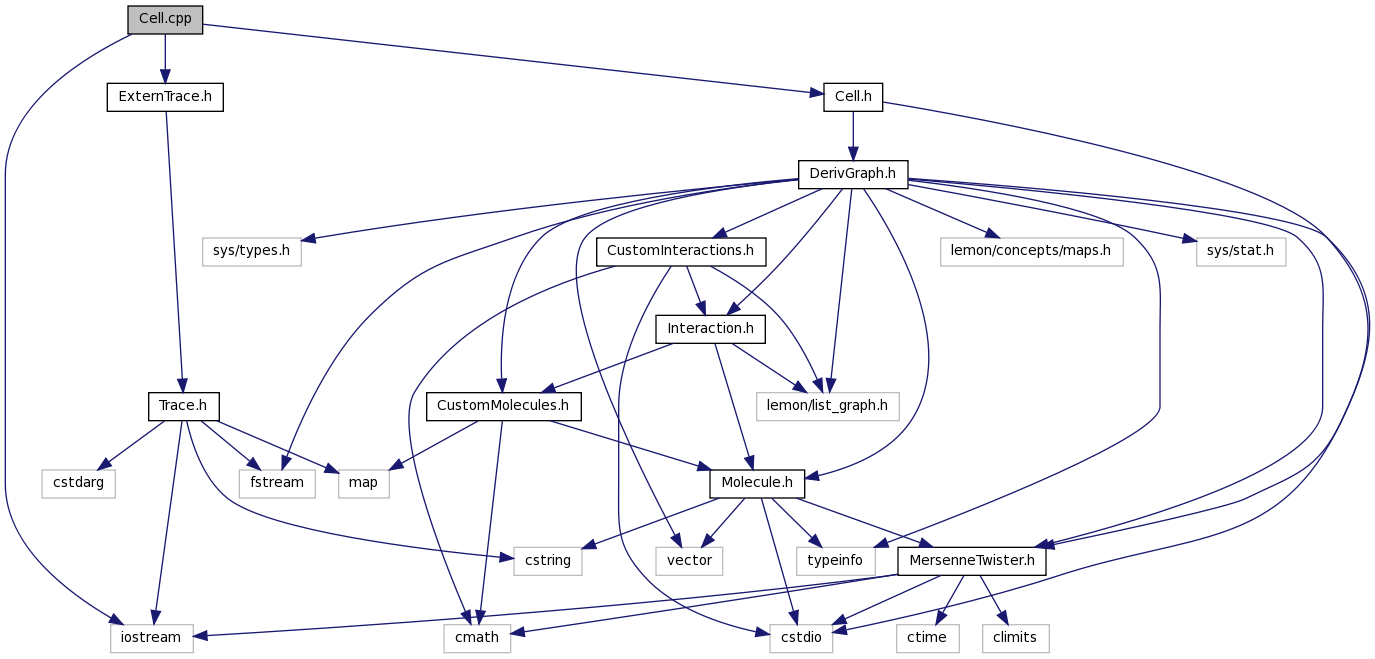 Cell.cpp
ExternTrace.h
Cell.h
DerivGraph.h
sys/types.h
CustomInteractions.h
lemon/concepts/maps.h
sys/stat.h
Interaction.h
Trace.h
CustomMolecules.h
lemon/list_graph.h
cstdarg
fstream
map
Molecule.h
cstring
vector
typeinfo
MersenneTwister.h
iostream
cmath
cstdio
ctime
climits